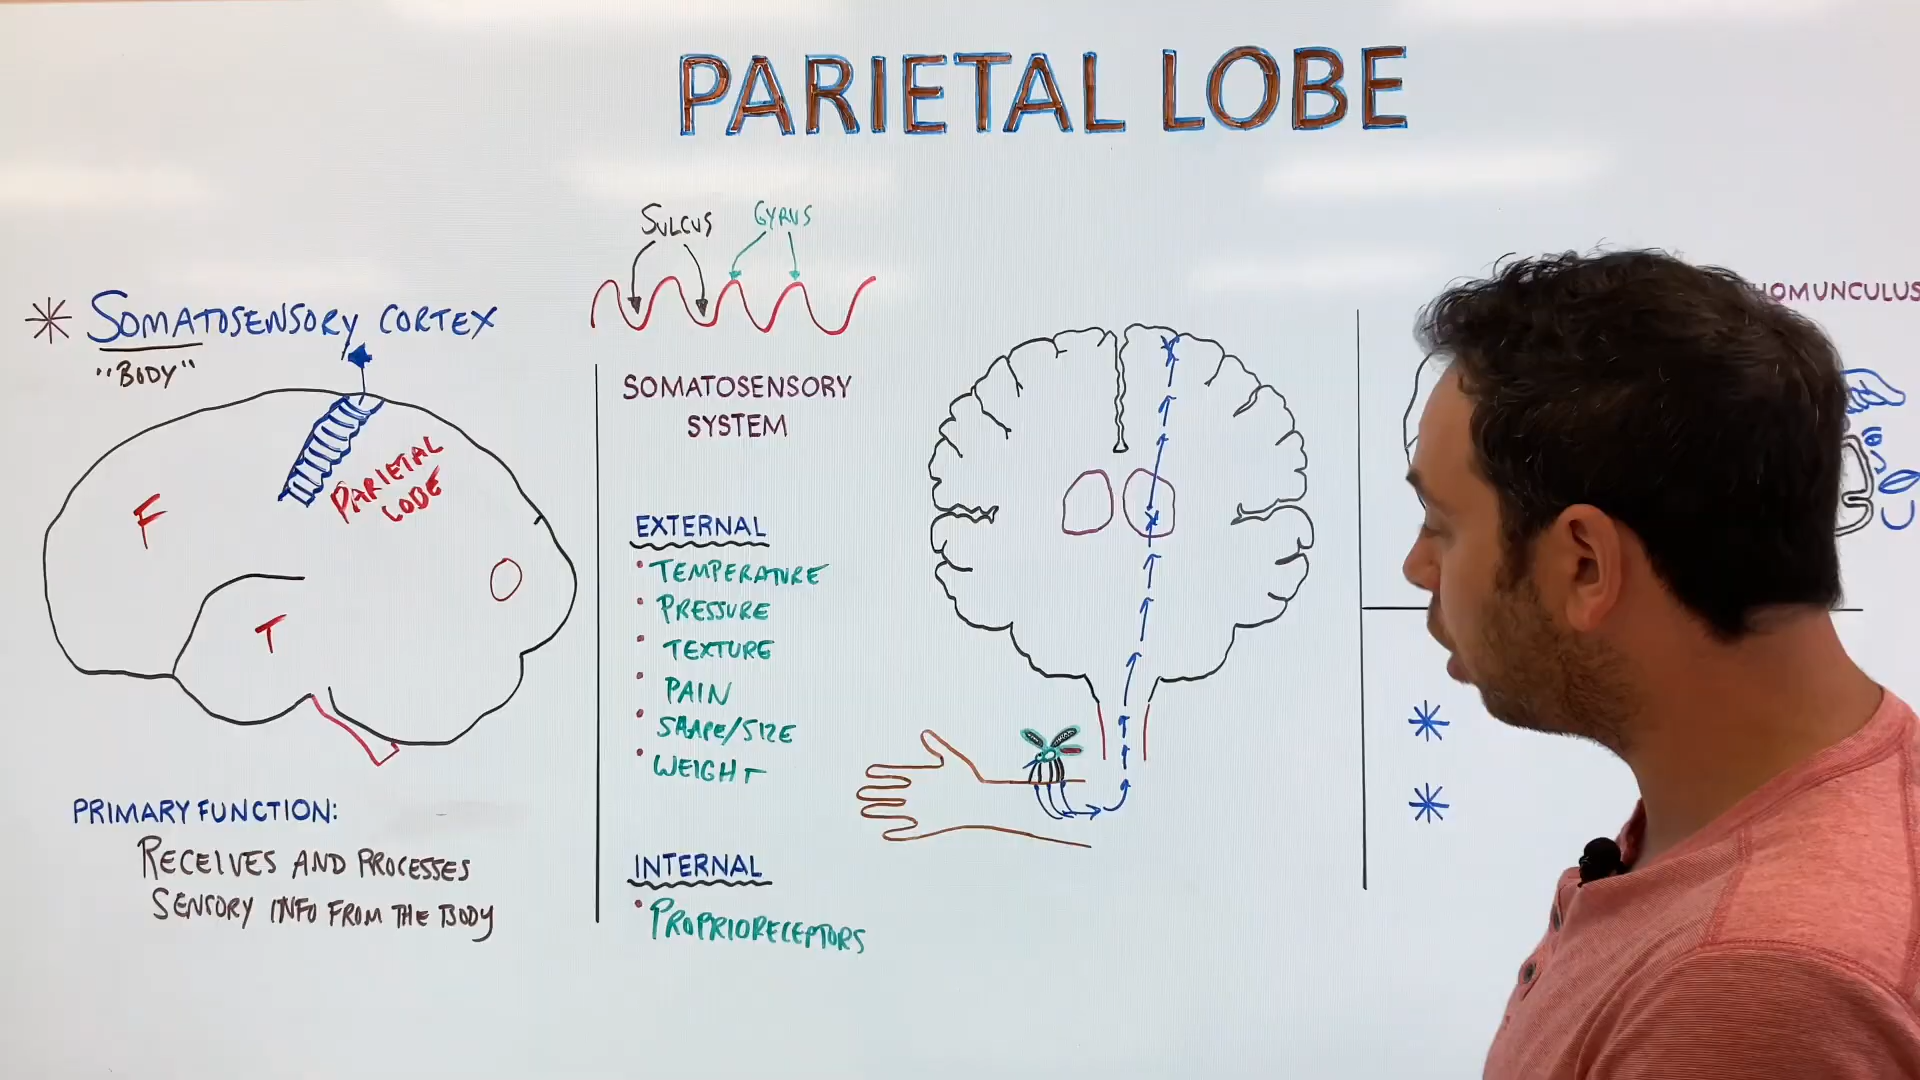 PARIETAL LOBE
SULCUS
GYRUS
SOMATOSENSORY CORTEX
"BODY"
F
PARIETAL
LOBE
T
O
PRIMARY FUNCTION:
RECEIVES AND PROCESSES
SENSORY INFO FROM THE BODY
SOMATOSENSORY
SYSTEM
EXTERNAL
• TEMPERATURE
• PRESSURE
• TEXTURE
• PAIN
• SHAPE/SIZE
• WEIGHT
INTERNAL
• PROPRIORECEPTORS
HOMUNCULUS